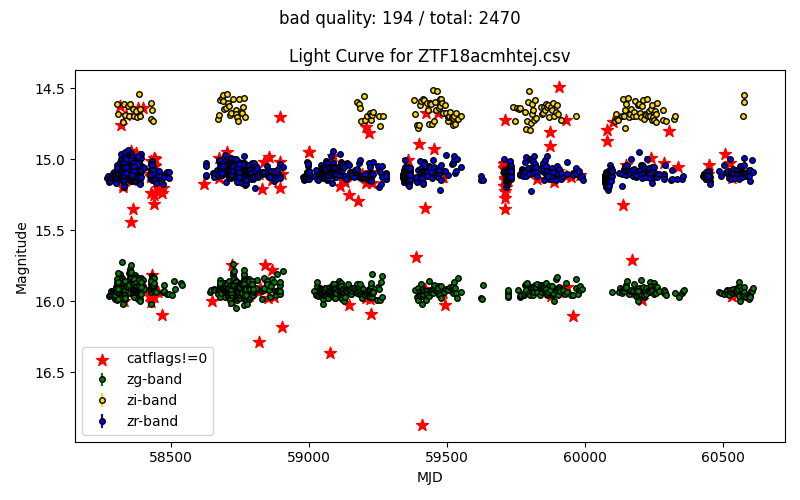 bad quality: 194 / total: 2470
Light Curve for ZTF18acmhtej.csv
14.5
15.0
15.5
16.0
16.5
Magnitude
catflags!=0
zg-band
zi-band
zr-band
58500
59000
59500
60000
60500
MJD